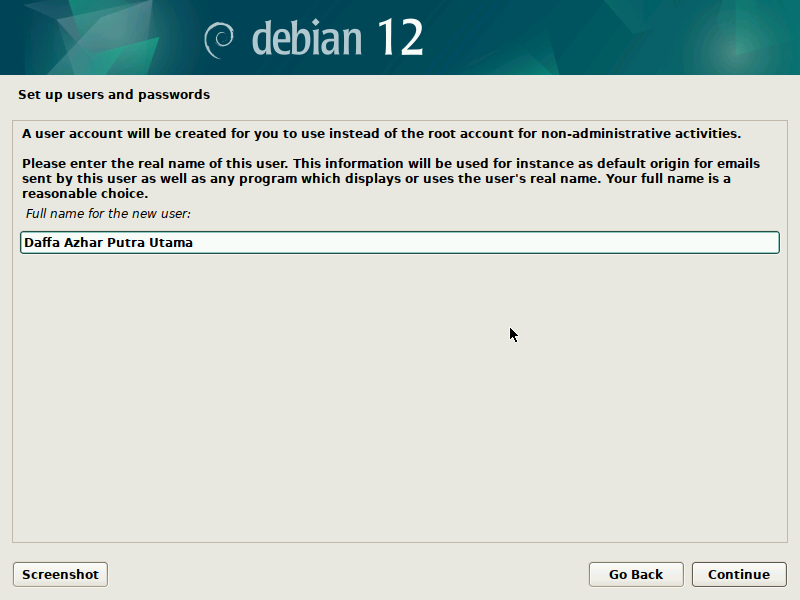 debian 12
Set up users and passwords
A user account will be created for you to use instead of the root account for non-administrative activities.
Please enter the real name of this user. This information will be used for instance as default origin for emails
sent by this user as well as any program which displays or uses the user's real name. Your full name is a
reasonable choice.
Full name for the new user:
Daffa Azhar Putra Utama
Screenshot
Go Back
Continue